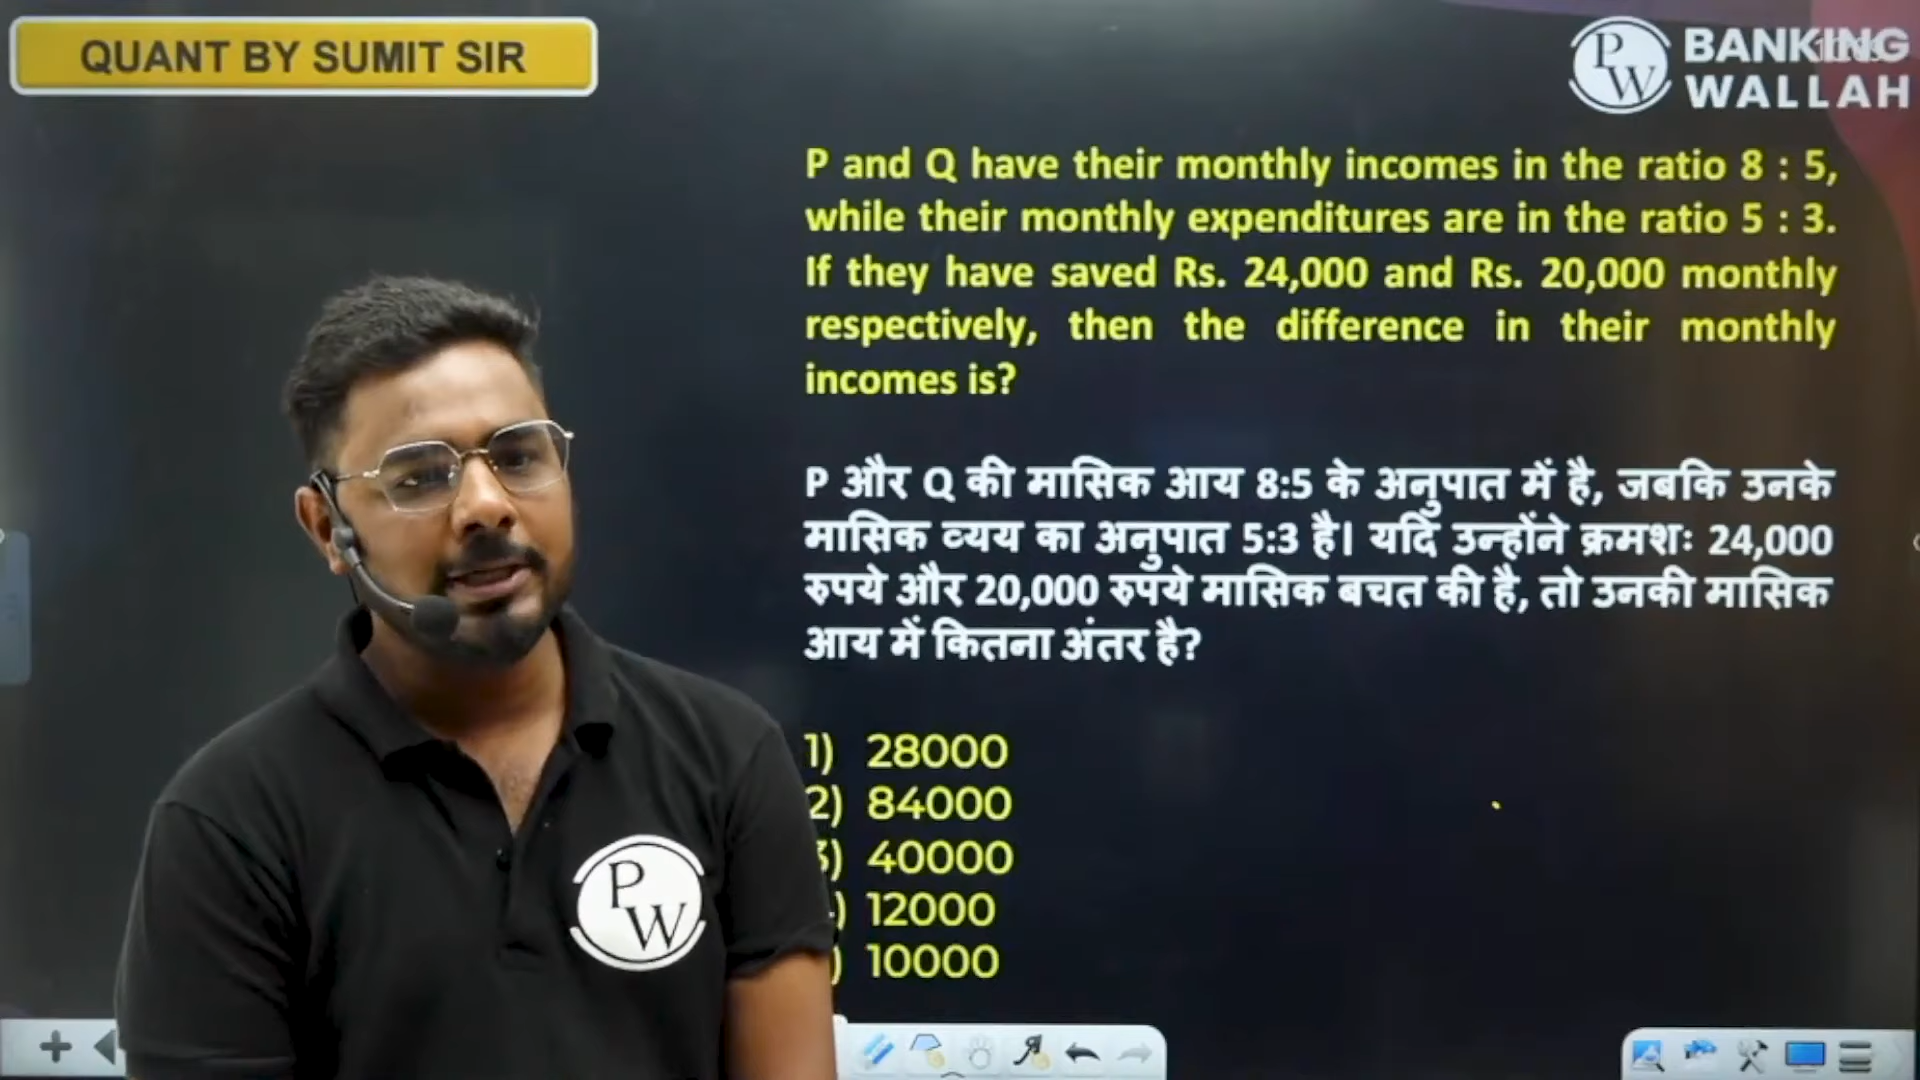 QUANT BY SUMIT SIR
PW
BANKING
WALLAH
P and Q have their monthly incomes in the ratio 8 : 5,
while their monthly expenditures are in the ratio 5 : 3.
If they have saved Rs. 24,000 and Rs. 20,000 monthly
respectively, then the difference in their monthly
incomes is?
P और Q की मासिक आय 8:5 के अनुपात में है, जबकि उनके
मासिक व्यय का अनुपात 5:3 है। यदि उन्होंने क्रमशः 24,000
रुपये और 20,000 रुपये मासिक बचत की है, तो उनकी मासिक
आय में कितना अंतर है?
1) 28000
2) 84000
3) 40000
) 12000
) 10000
PW